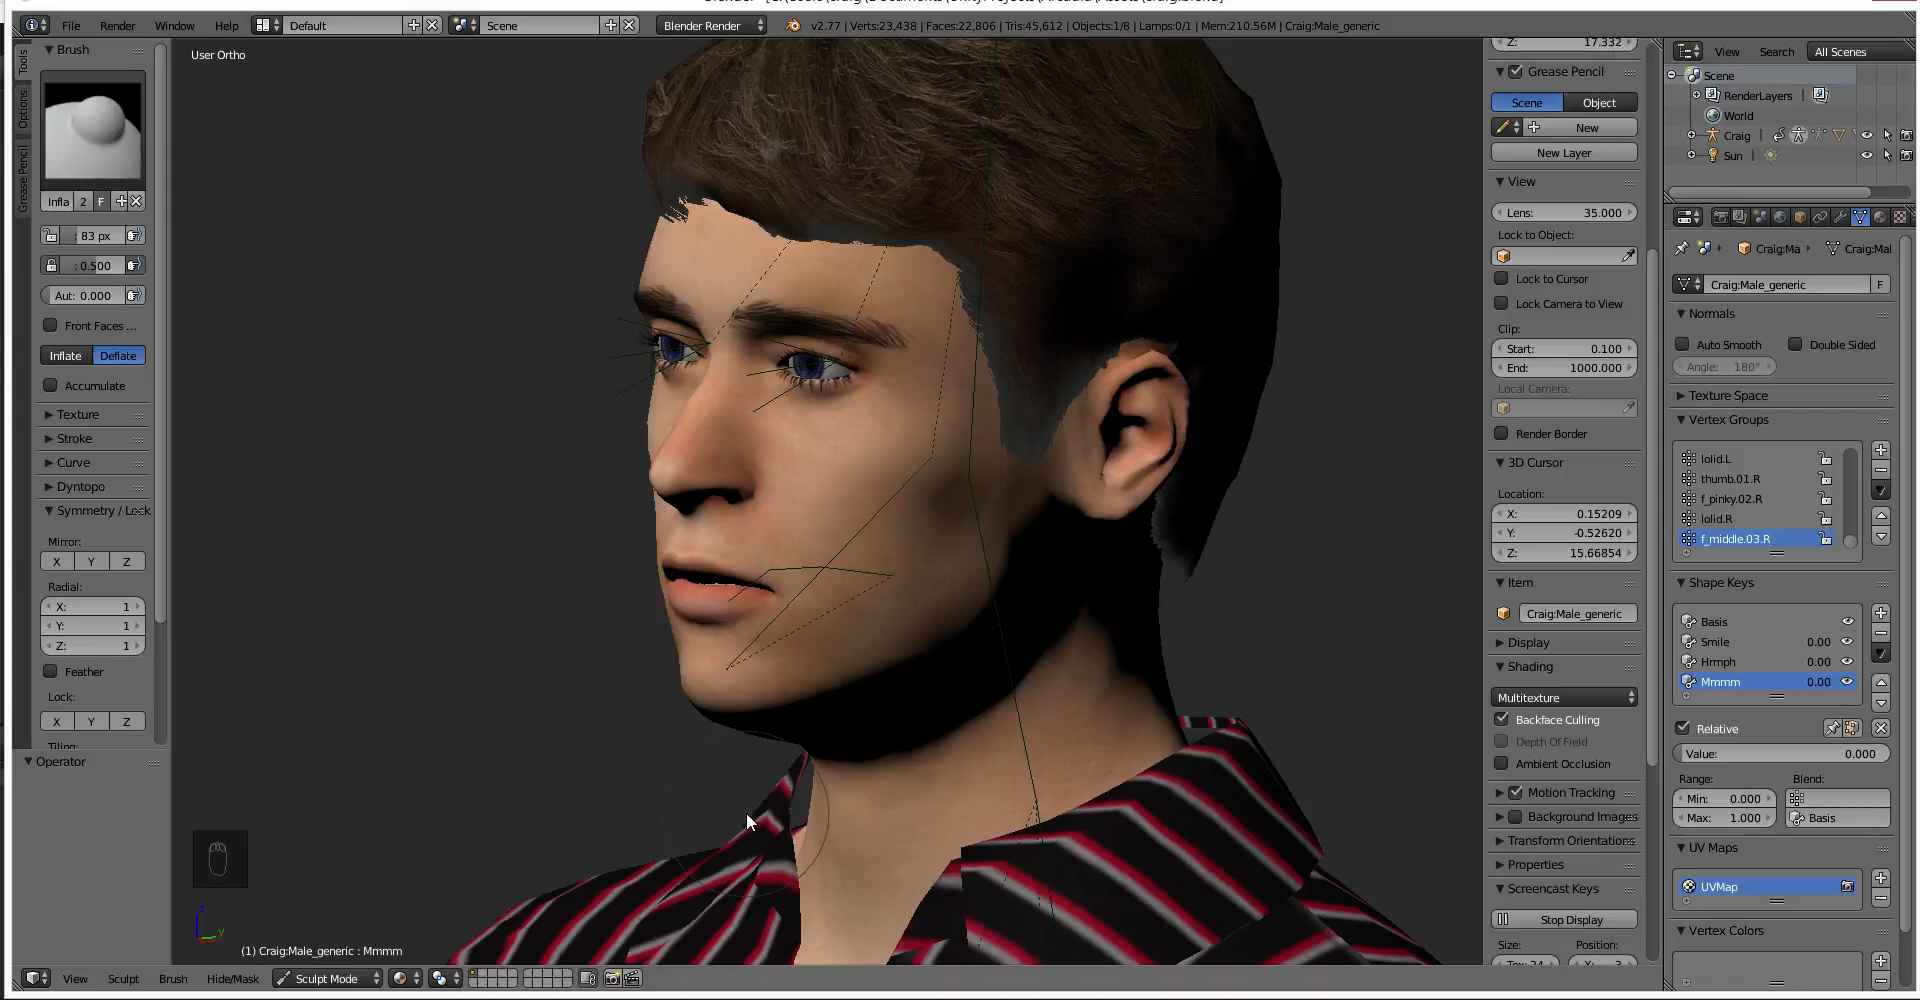 File Render Window Help Default Scene Blender Render v2.77 | Verts:23,438 | Faces:22,806 | Tris:45,612 | Objects:1/8 | Lamps:0/1 | Mem:210.56M | Craig:Male_generic
Tools
Options
Grease Pencil
Brush
Infla 2 F
: 83 px
: 0.500
Aut: 0.000
Front Faces ...
Inflate Deflate
Accumulate
Texture
Stroke
Curve
Dyntopo
Symmetry / Lock
Mirror:
X Y Z
Radial:
X: 1
Y: 1
Z: 1
Feather
Lock:
X Y Z
Tiling:
Operator
User Ortho
z
y
(1) Craig:Male_generic : Mmmm
View Sculpt Brush Hide/Mask Sculpt Mode
Z: 17.332
Grease Pencil
Scene Object
New
New Layer
View
Lens: 35.000
Lock to Object:
Lock to Cursor
Lock Camera to View
Clip:
Start: 0.100
End: 1000.000
Local Camera:
Render Border
3D Cursor
Location:
X: 0.15209
Y: -0.52620
Z: 15.66854
Item
Craig:Male_generic
Display
Shading
Multitexture
Backface Culling
Depth Of Field
Ambient Occlusion
Motion Tracking
Background Images
Transform Orientations
Properties
Screencast Keys
Stop Display
Size: Position:
View Search All Scenes
Scene
RenderLayers
World
Craig
Sun
Craig:Ma Craig:Mal
Craig:Male_generic F
Normals
Auto Smooth Double Sided
Angle: 180°
Texture Space
Vertex Groups
lolid.L
thumb.01.R
f_pinky.02.R
lolid.R
f_middle.03.R
Shape Keys
Basis
Smile 0.00
Hrmph 0.00
Mmmm 0.00
Relative
Value: 0.000
Range: Blend:
Min: 0.000
Max: 1.000 Basis
UV Maps
UVMap
Vertex Colors